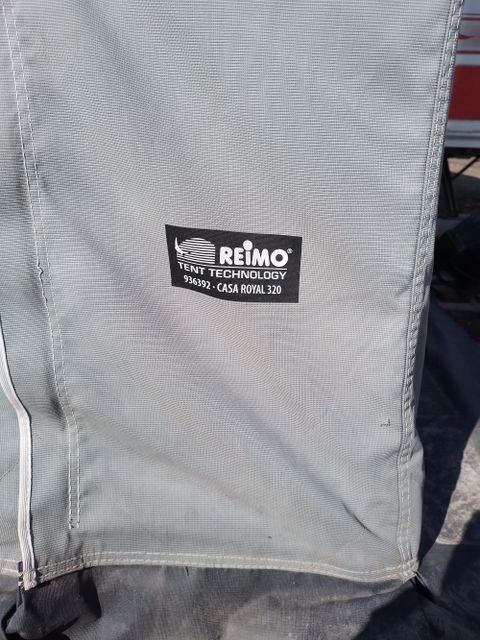 REIMO®
TENT TECHNOLOGY
936392 - CASA ROYAL 320